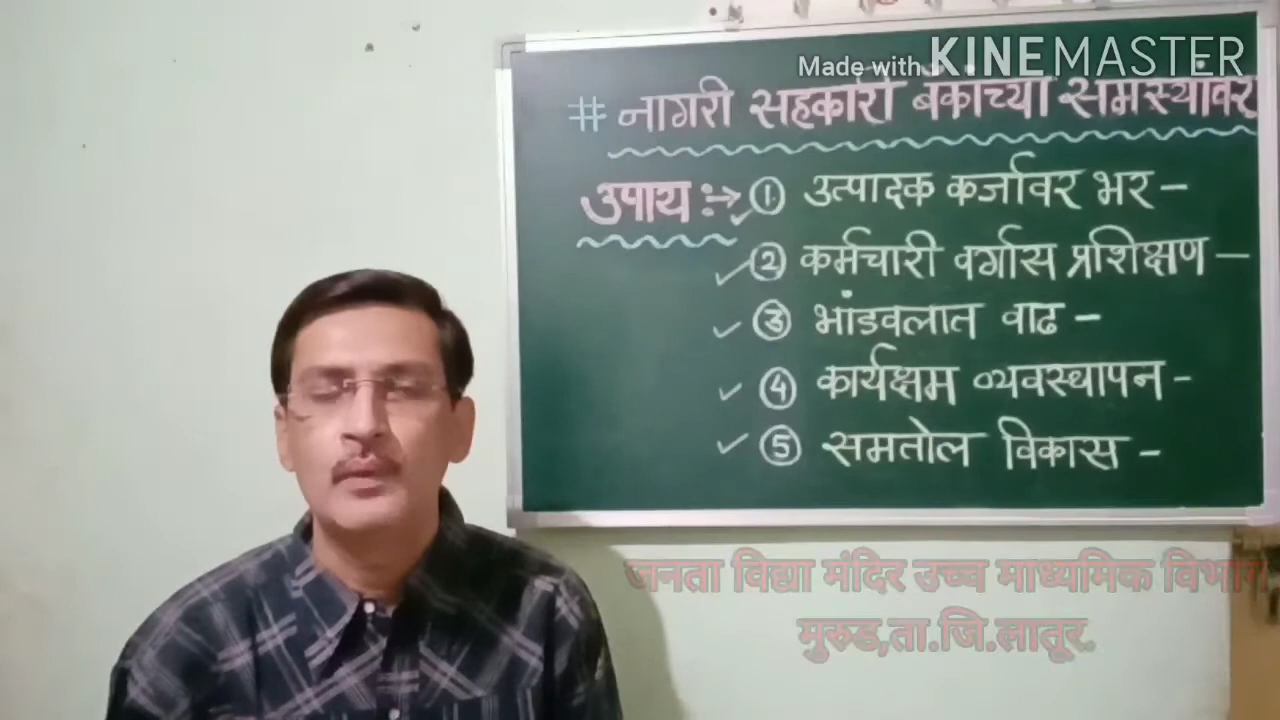 Made with KINEMASTER
# नागरी सहकारी बँकांच्या समस्यांवर
उपाय :→ ① उत्पादक कर्जावर भर –
② कर्मचारी वर्गास प्रशिक्षण –
③ भांडवलात वाढ –
④ कार्यक्षम व्यवस्थापन -
⑤ समतोल विकास -
जनता विद्या मंदिर उच्च माध्यमिक विभाग
मुरुड,ता.जि.लातूर.